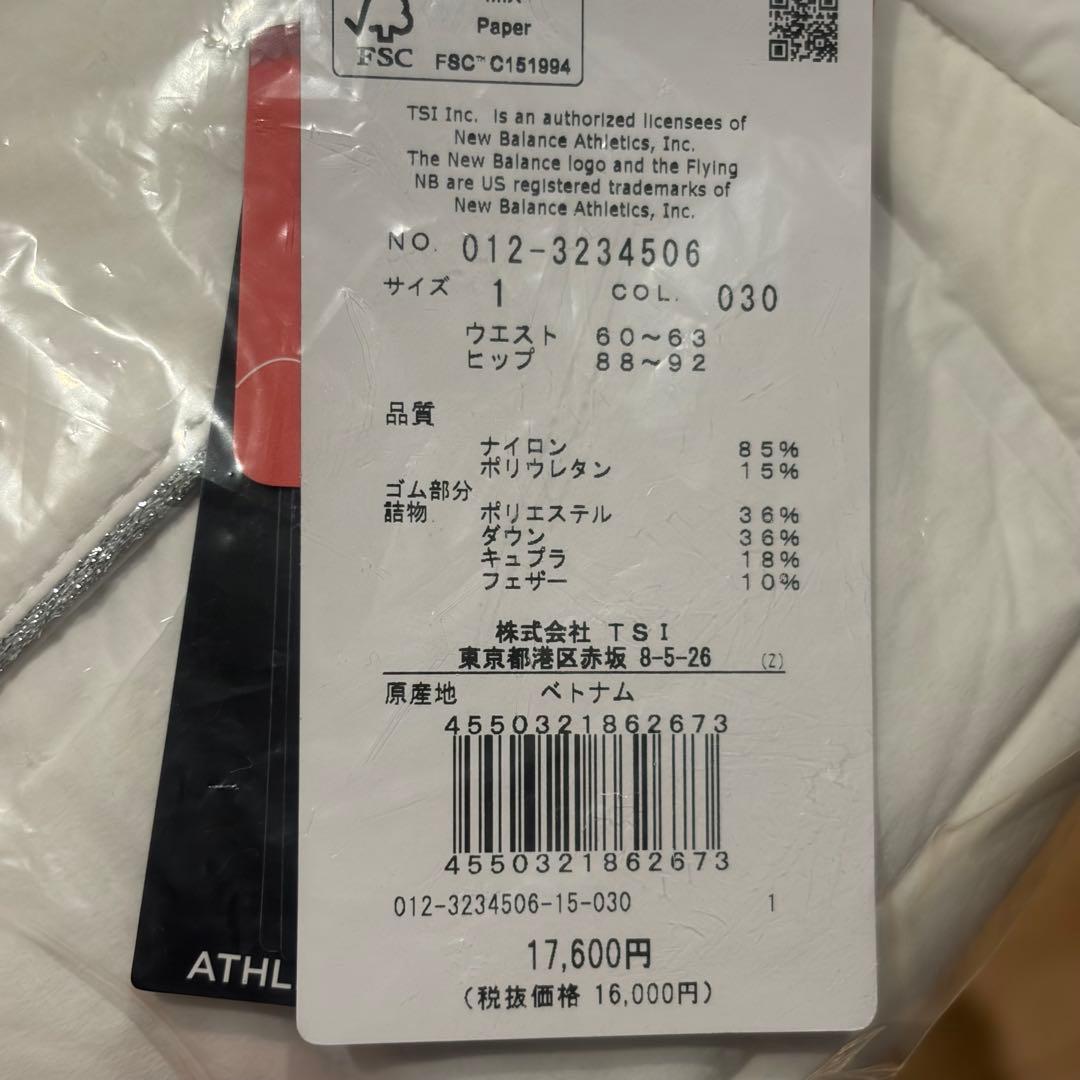 Paper
FSC
FSC™ C151994
TSI Inc. is an authorized licensees of
New Balance Athletics, Inc.
The New Balance logo and the Flying
NB are US registered trademarks of
New Balance Athletics, Inc.
NO. 012-3234506
サイズ 1 COL. 030
ウエスト 60~63
ヒップ 88~92
品質
ナイロン 85%
ポリウレタン 15%
ゴム部分
詰物 ポリエステル 36%
ダウン 36%
キュプラ 18%
フェザー 10%
株式会社 TSI
東京都港区赤坂 8-5-26 (Z)
原産地 ベトナム
4550321862673
4550321862673
012-3234506-15-030 1
17,600円
(税抜価格 16,000円)
ATHL